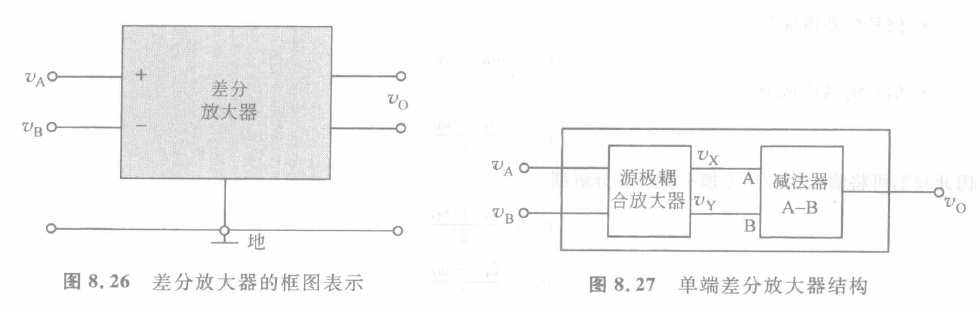 v_A
+
差分
放大器
v_O
v_B
−
地
图 8.26 差分放大器的框图表示
v_A
源极耦
合放大器
v_X
A
减法器
A–B
v_O
v_B
v_Y
B
图 8.27 单端差分放大器结构